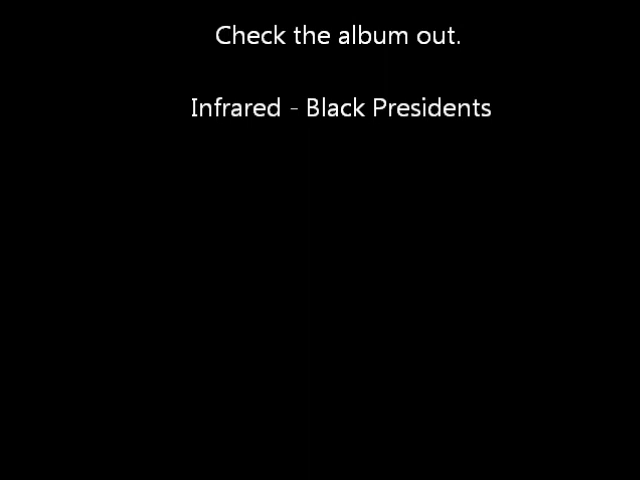 Check the album out.
Infrared - Black Presidents